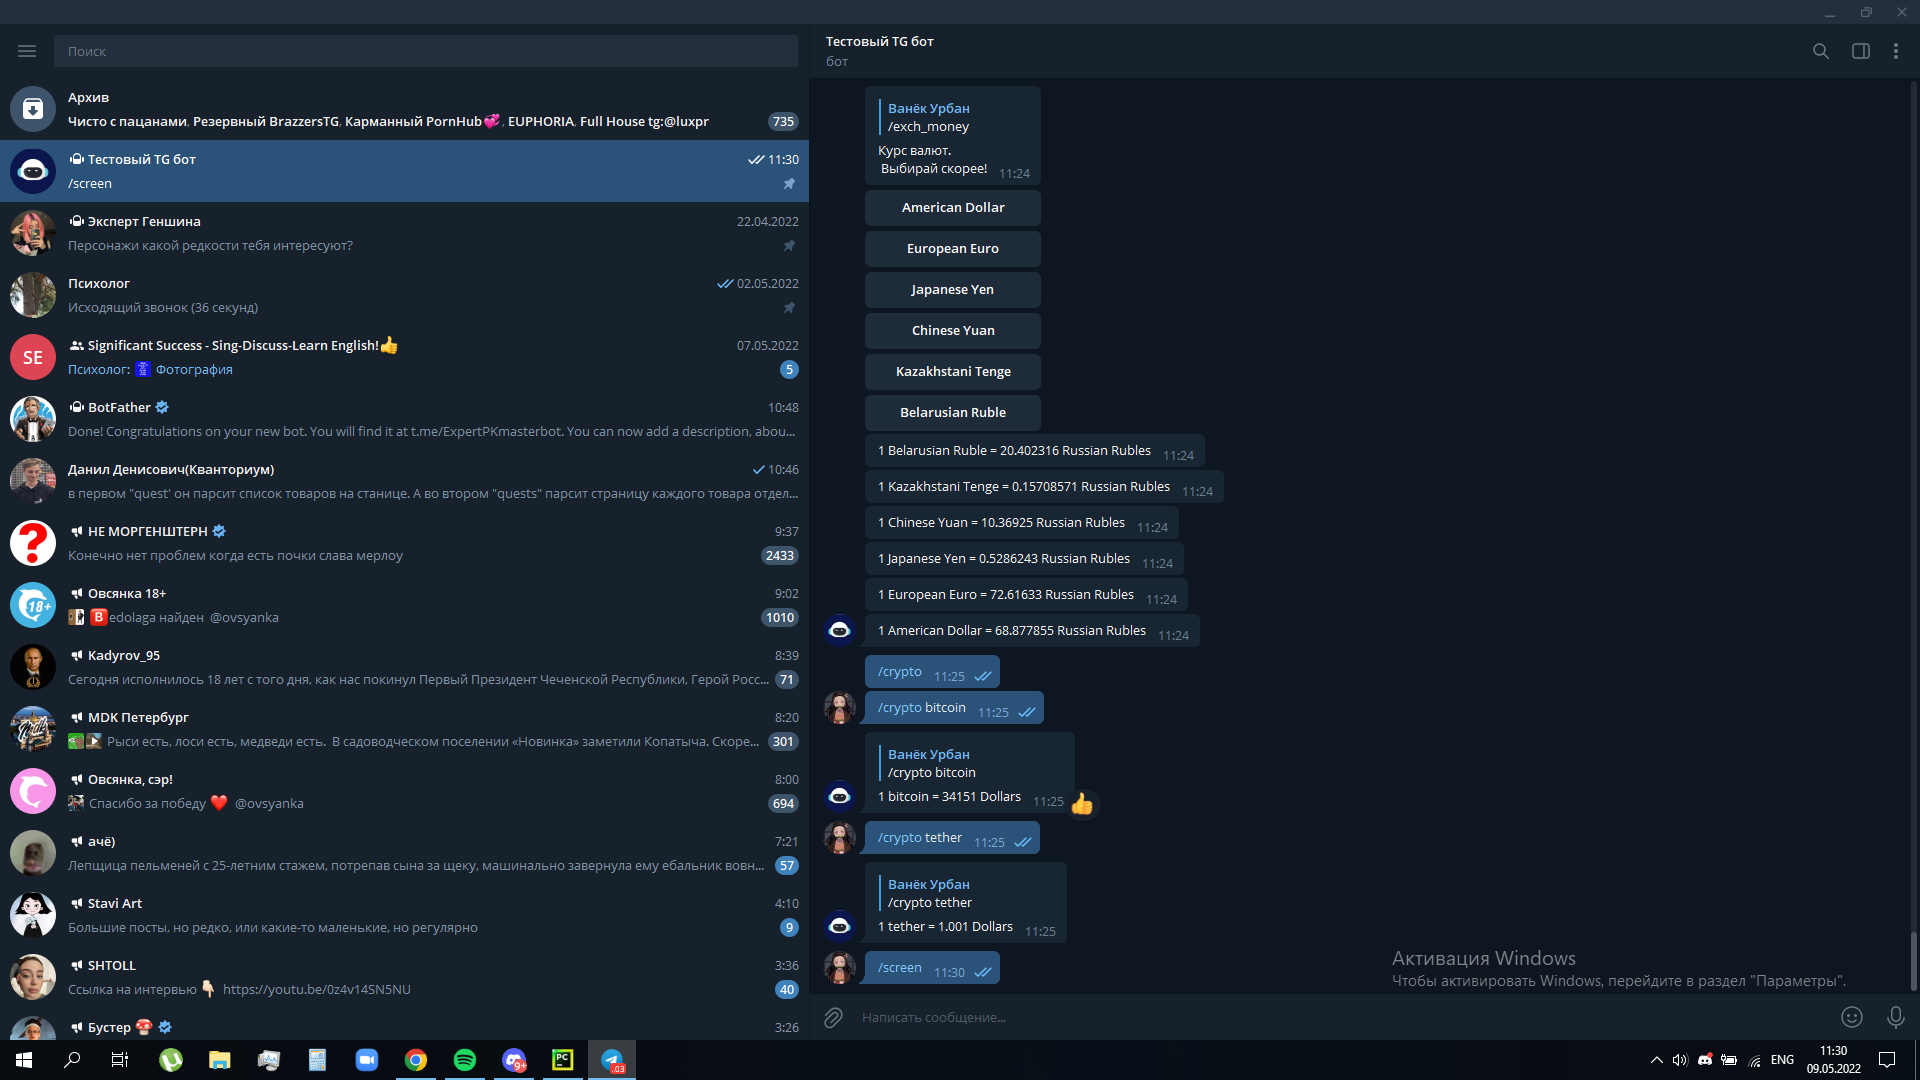 Поиск
Архив
Чисто с пацанами, Резервный BrazzersTG, Карманный PornHub💞, EUPHORIA, Full House tg:@luxpr
735
Тестовый TG бот
11:30
/screen
Эксперт Геншина
22.04.2022
Персонажи какой редкости тебя интересуют?
Психолог
02.05.2022
Исходящий звонок (36 секунд)
SE
Significant Success - Sing-Discuss-Learn English!👍
07.05.2022
Психолог: Фотография
5
BotFather
10:48
Done! Congratulations on your new bot. You will find it at t.me/ExpertPKmasterbot. You can now add a description, abou...
Данил Денисович(Кванториум)
10:46
в первом "quest' он парсит список товаров на станице. А во втором "quests" парсит страницу каждого товара отдел...
НЕ МОРГЕНШТЕРН
9:37
Конечно нет проблем когда есть почки слава мерлоу
2433
18+
Овсянка 18+
9:02
🅱edolaga найден @ovsyanka
1010
Kadyrov_95
8:39
Сегодня исполнилось 18 лет с того дня, как нас покинул Первый Президент Чеченской Республики, Герой Росс...
71
MDK Петербург
8:20
Рыси есть, лоси есть, медведи есть. В садоводческом поселении «Новинка» заметили Копатыча. Скоре...
301
Овсянка, сэр!
8:00
Спасибо за победу ❤️ @ovsyanka
694
ачё)
7:21
Лепщица пельменей с 25-летним стажем, потрепав сына за щеку, машинально завернула ему ебальник вовн...
57
Stavi Art
4:10
Большие посты, но редко, или какие-то маленькие, но регулярно
9
SHTOLL
3:36
Ссылка на интервью 👇🏻 https://youtu.be/0z4v14SN5NU
40
Бустер 🍄
3:26
Тестовый TG бот
бот
Ванёк Урбан
/exch_money
Курс валют.
Выбирай скорее!
11:24
American Dollar
European Euro
Japanese Yen
Chinese Yuan
Kazakhstani Tenge
Belarusian Ruble
1 Belarusian Ruble = 20.402316 Russian Rubles 11:24
1 Kazakhstani Tenge = 0.15708571 Russian Rubles 11:24
1 Chinese Yuan = 10.36925 Russian Rubles 11:24
1 Japanese Yen = 0.5286243 Russian Rubles 11:24
1 European Euro = 72.61633 Russian Rubles 11:24
1 American Dollar = 68.877855 Russian Rubles 11:24
/crypto 11:25
/crypto bitcoin 11:25
Ванёк Урбан
/crypto bitcoin
1 bitcoin = 34151 Dollars 11:25 👍
/crypto tether 11:25
Ванёк Урбан
/crypto tether
1 tether = 1.001 Dollars 11:25
/screen 11:30
Активация Windows
Чтобы активировать Windows, перейдите в раздел "Параметры".
Написать сообщение...
9+
PC
.03
ENG
11:30
09.05.2022